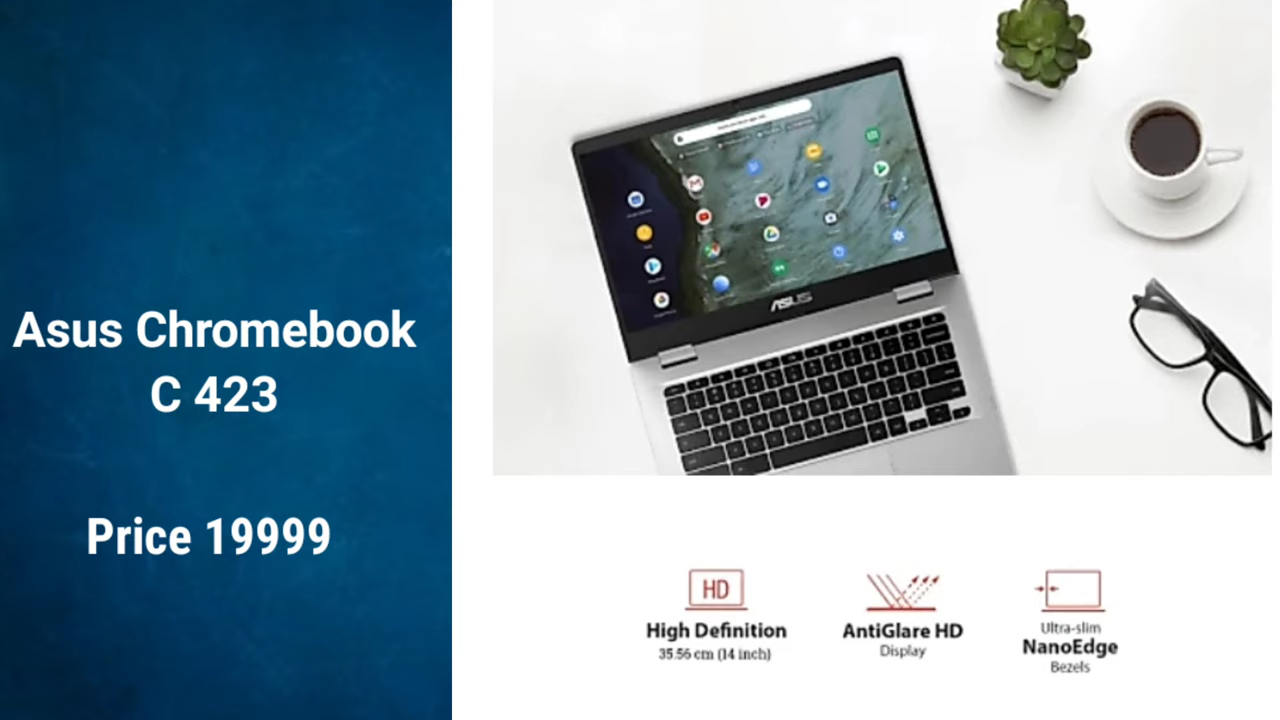 Asus Chromebook
C 423
Price 19999
ASUS
HD
High Definition
35.56 cm (14 inch)
AntiGlare HD
Display
Ultra-slim
NanoEdge
Bezels